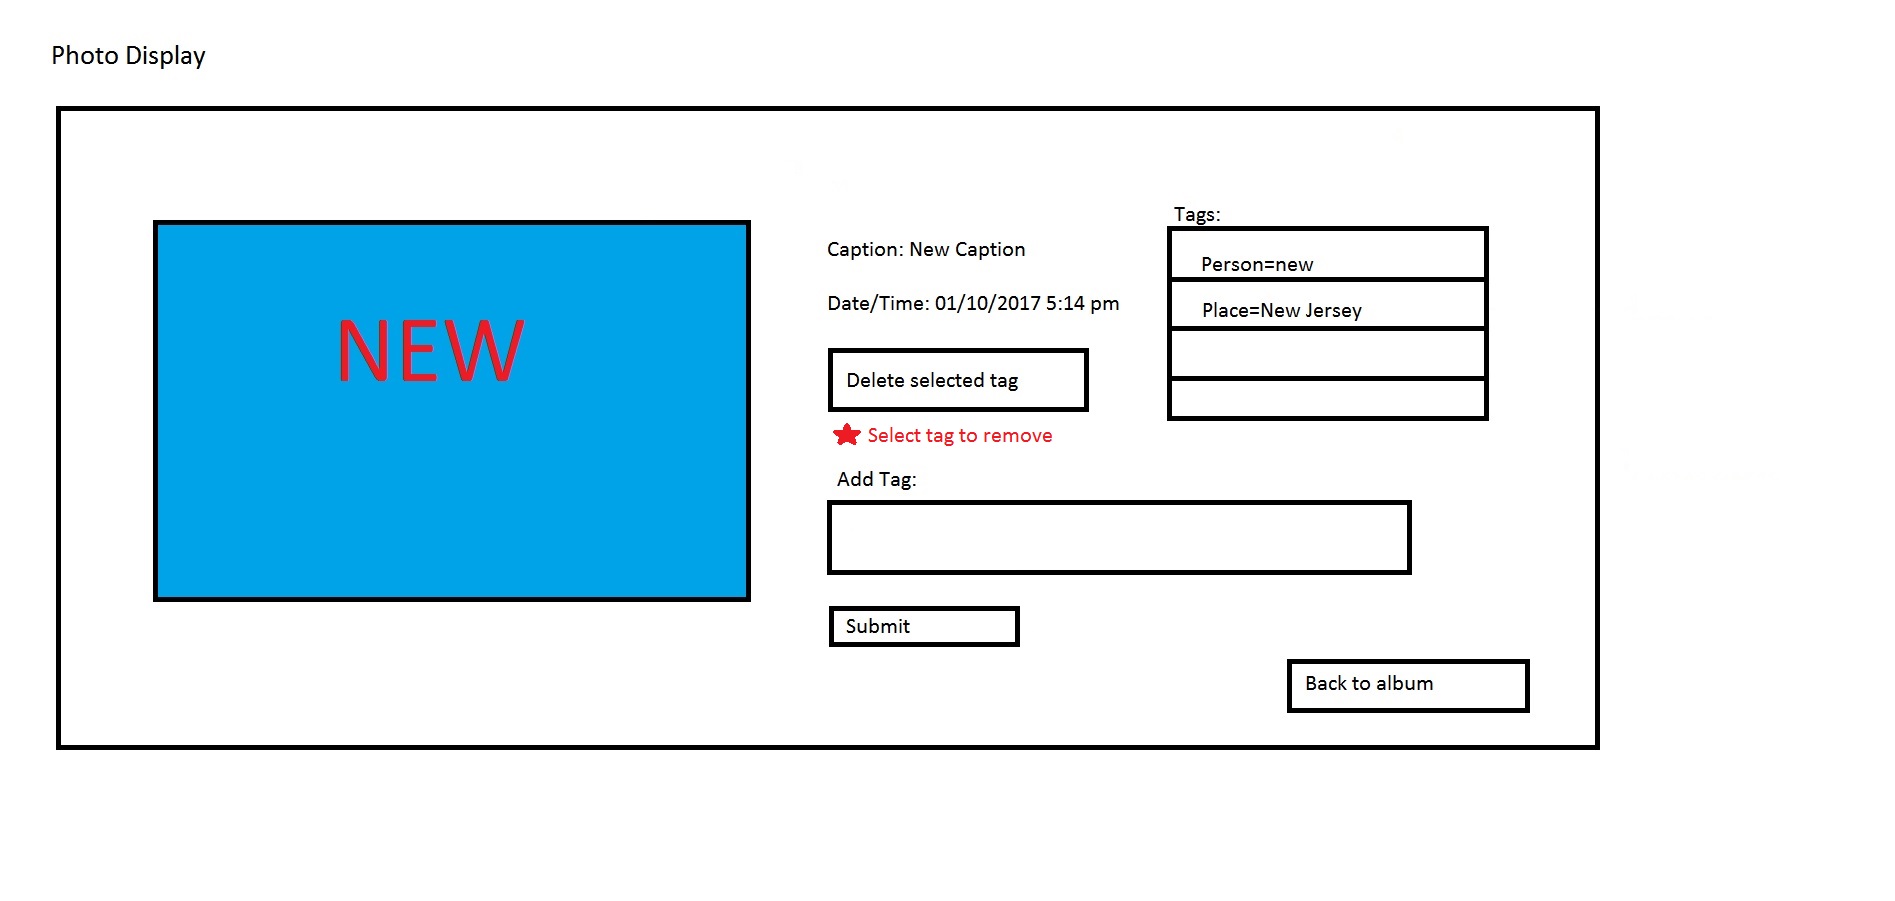 Photo Display
NEW
Caption: New Caption
Date/Time: 01/10/2017 5:14 pm
Delete selected tag
Select tag to remove
Add Tag:
Submit
Tags:
Person=new
Place=New Jersey
Back to album